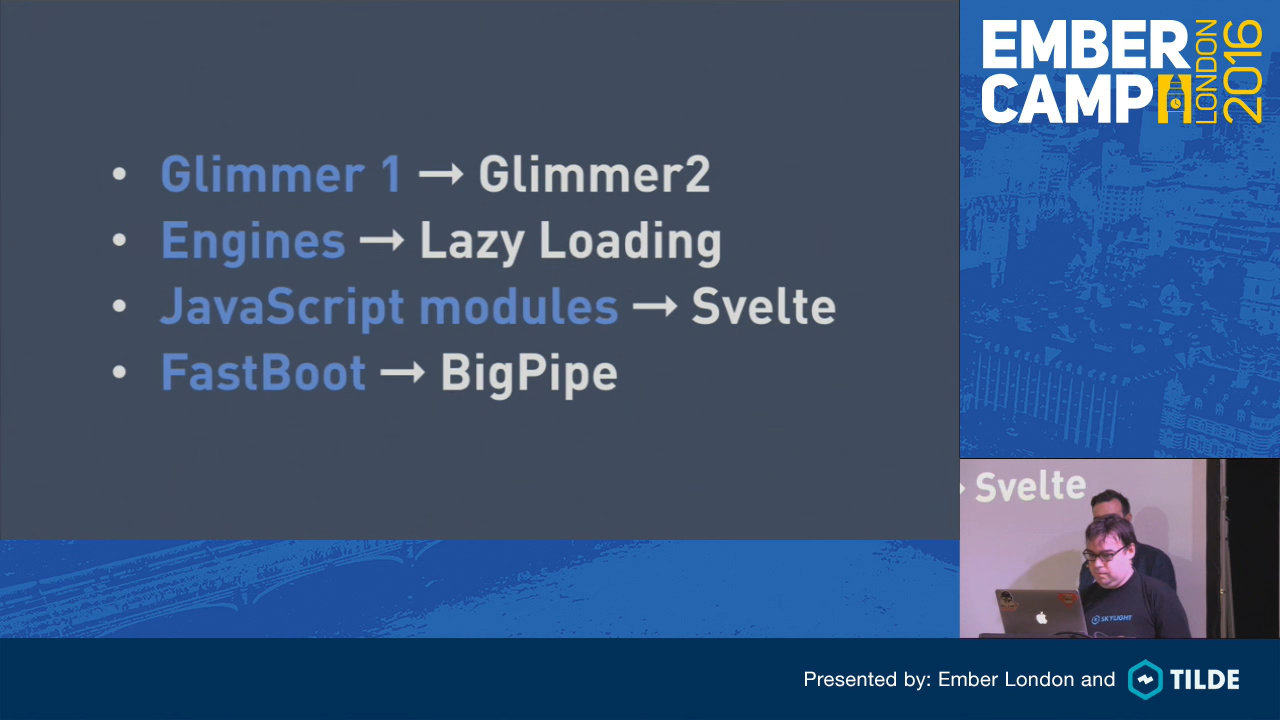 EMBER
CAMP
LONDON
2016
• Glimmer 1 → Glimmer2
• Engines → Lazy Loading
• JavaScript modules → Svelte
• FastBoot → BigPipe
Svelte
SKYLIGHT
Presented by: Ember London and TILDE